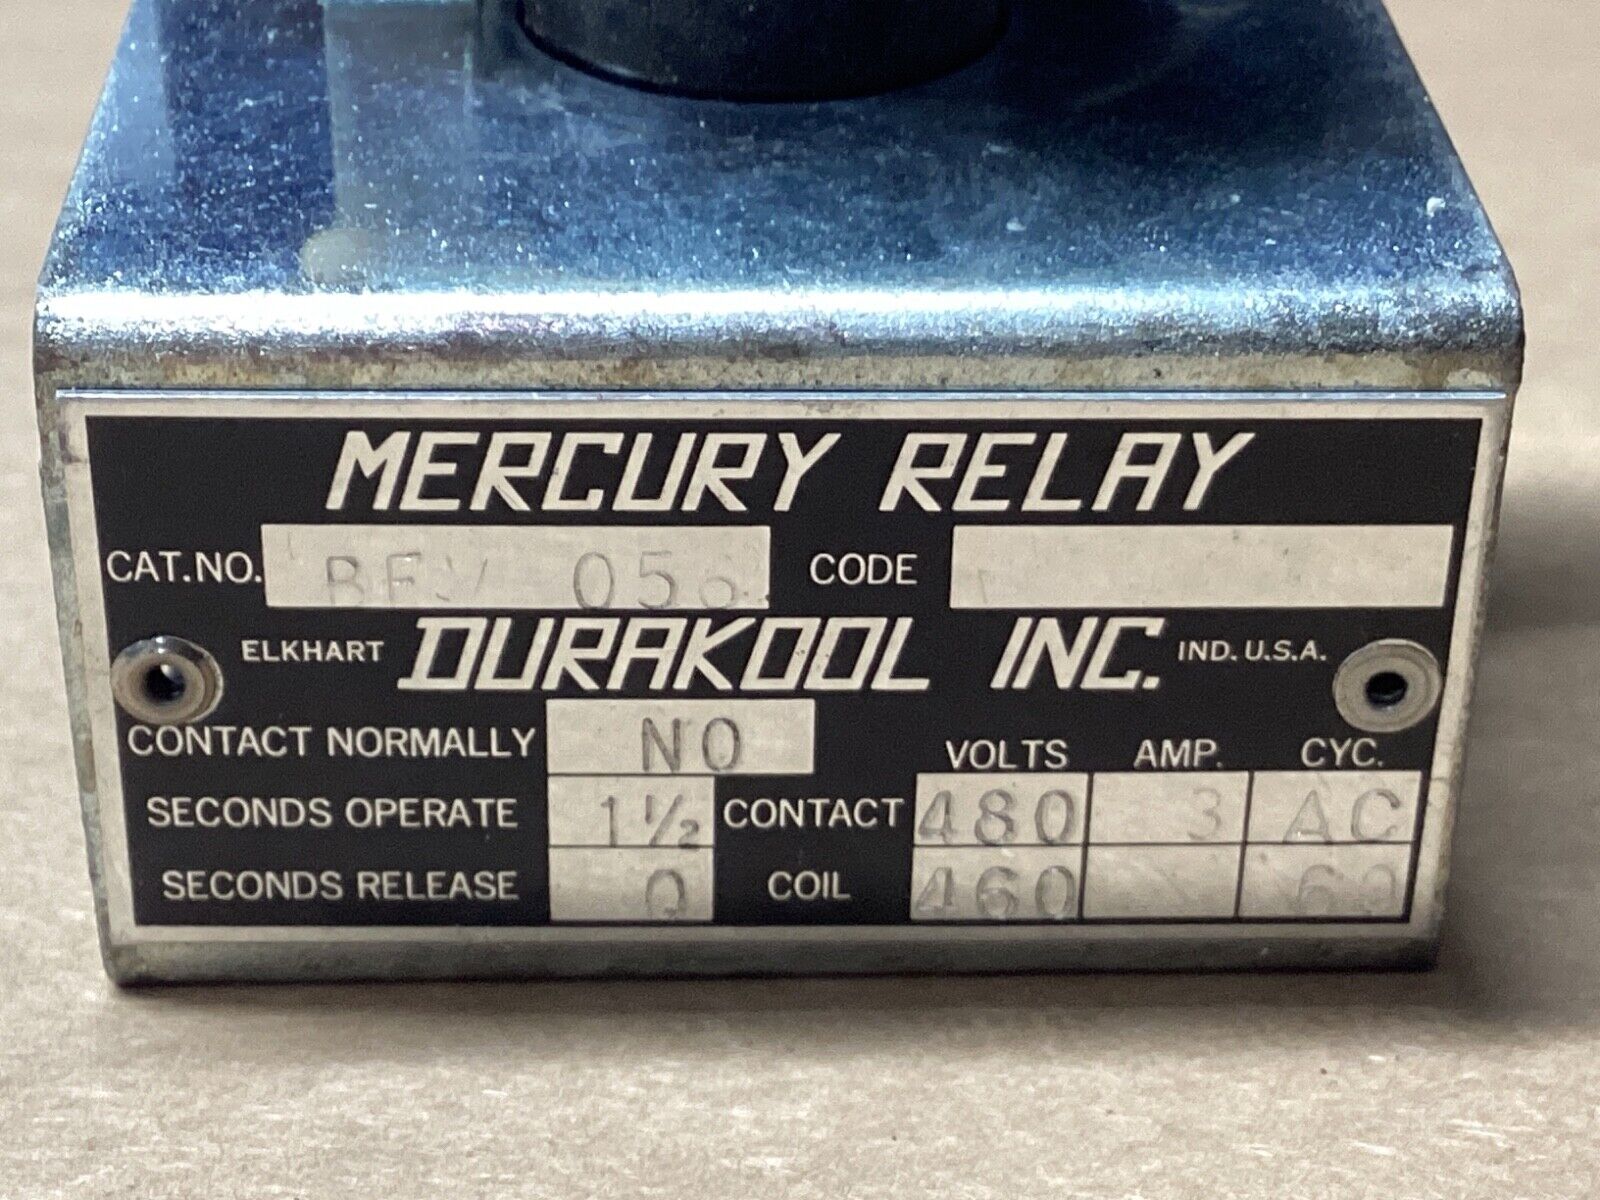 MERCURY RELAY
CAT.NO. CODE
ELKHART DURAKOOL INC. IND. U.S.A.
CONTACT NORMALLY NO
VOLTS AMP. CYC.
SECONDS OPERATE 1½ CONTACT 480 3 AC
SECONDS RELEASE 0 COIL 460 60